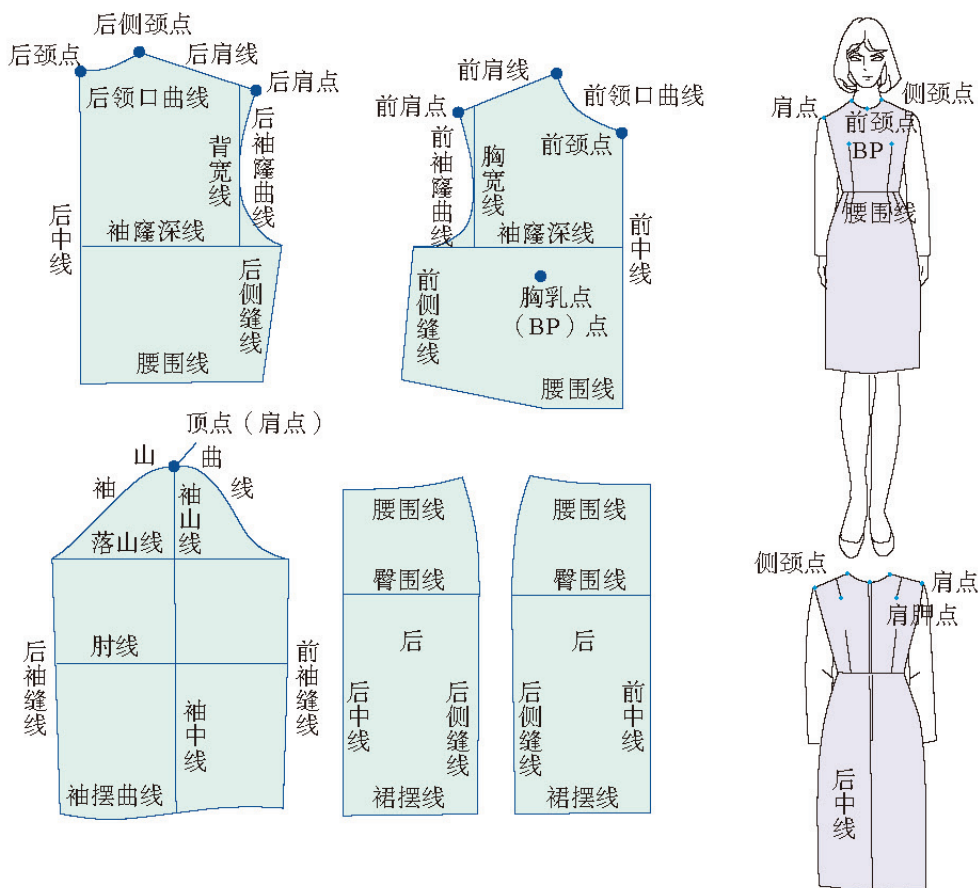 后侧颈点
后颈点
后肩线
后肩点
后领口曲线
背宽线
后袖窿曲线
后中线
袖窿深线
后侧缝线
腰围线
前肩线
前肩点
前领口曲线
前颈点
前袖窿曲线
胸宽线
袖窿深线
前中线
前侧缝线
胸乳点
（BP）点
腰围线
肩点
侧颈点
前颈点
BP
腰围线
顶点（肩点）
袖山曲线
袖山线
落山线
肘线
后袖缝线
前袖缝线
袖中线
袖摆曲线
腰围线
臀围线
后
后中线
后侧缝线
裙摆线
腰围线
臀围线
后
后侧缝线
前中线
裙摆线
侧颈点
肩点
肩胛点
后中线